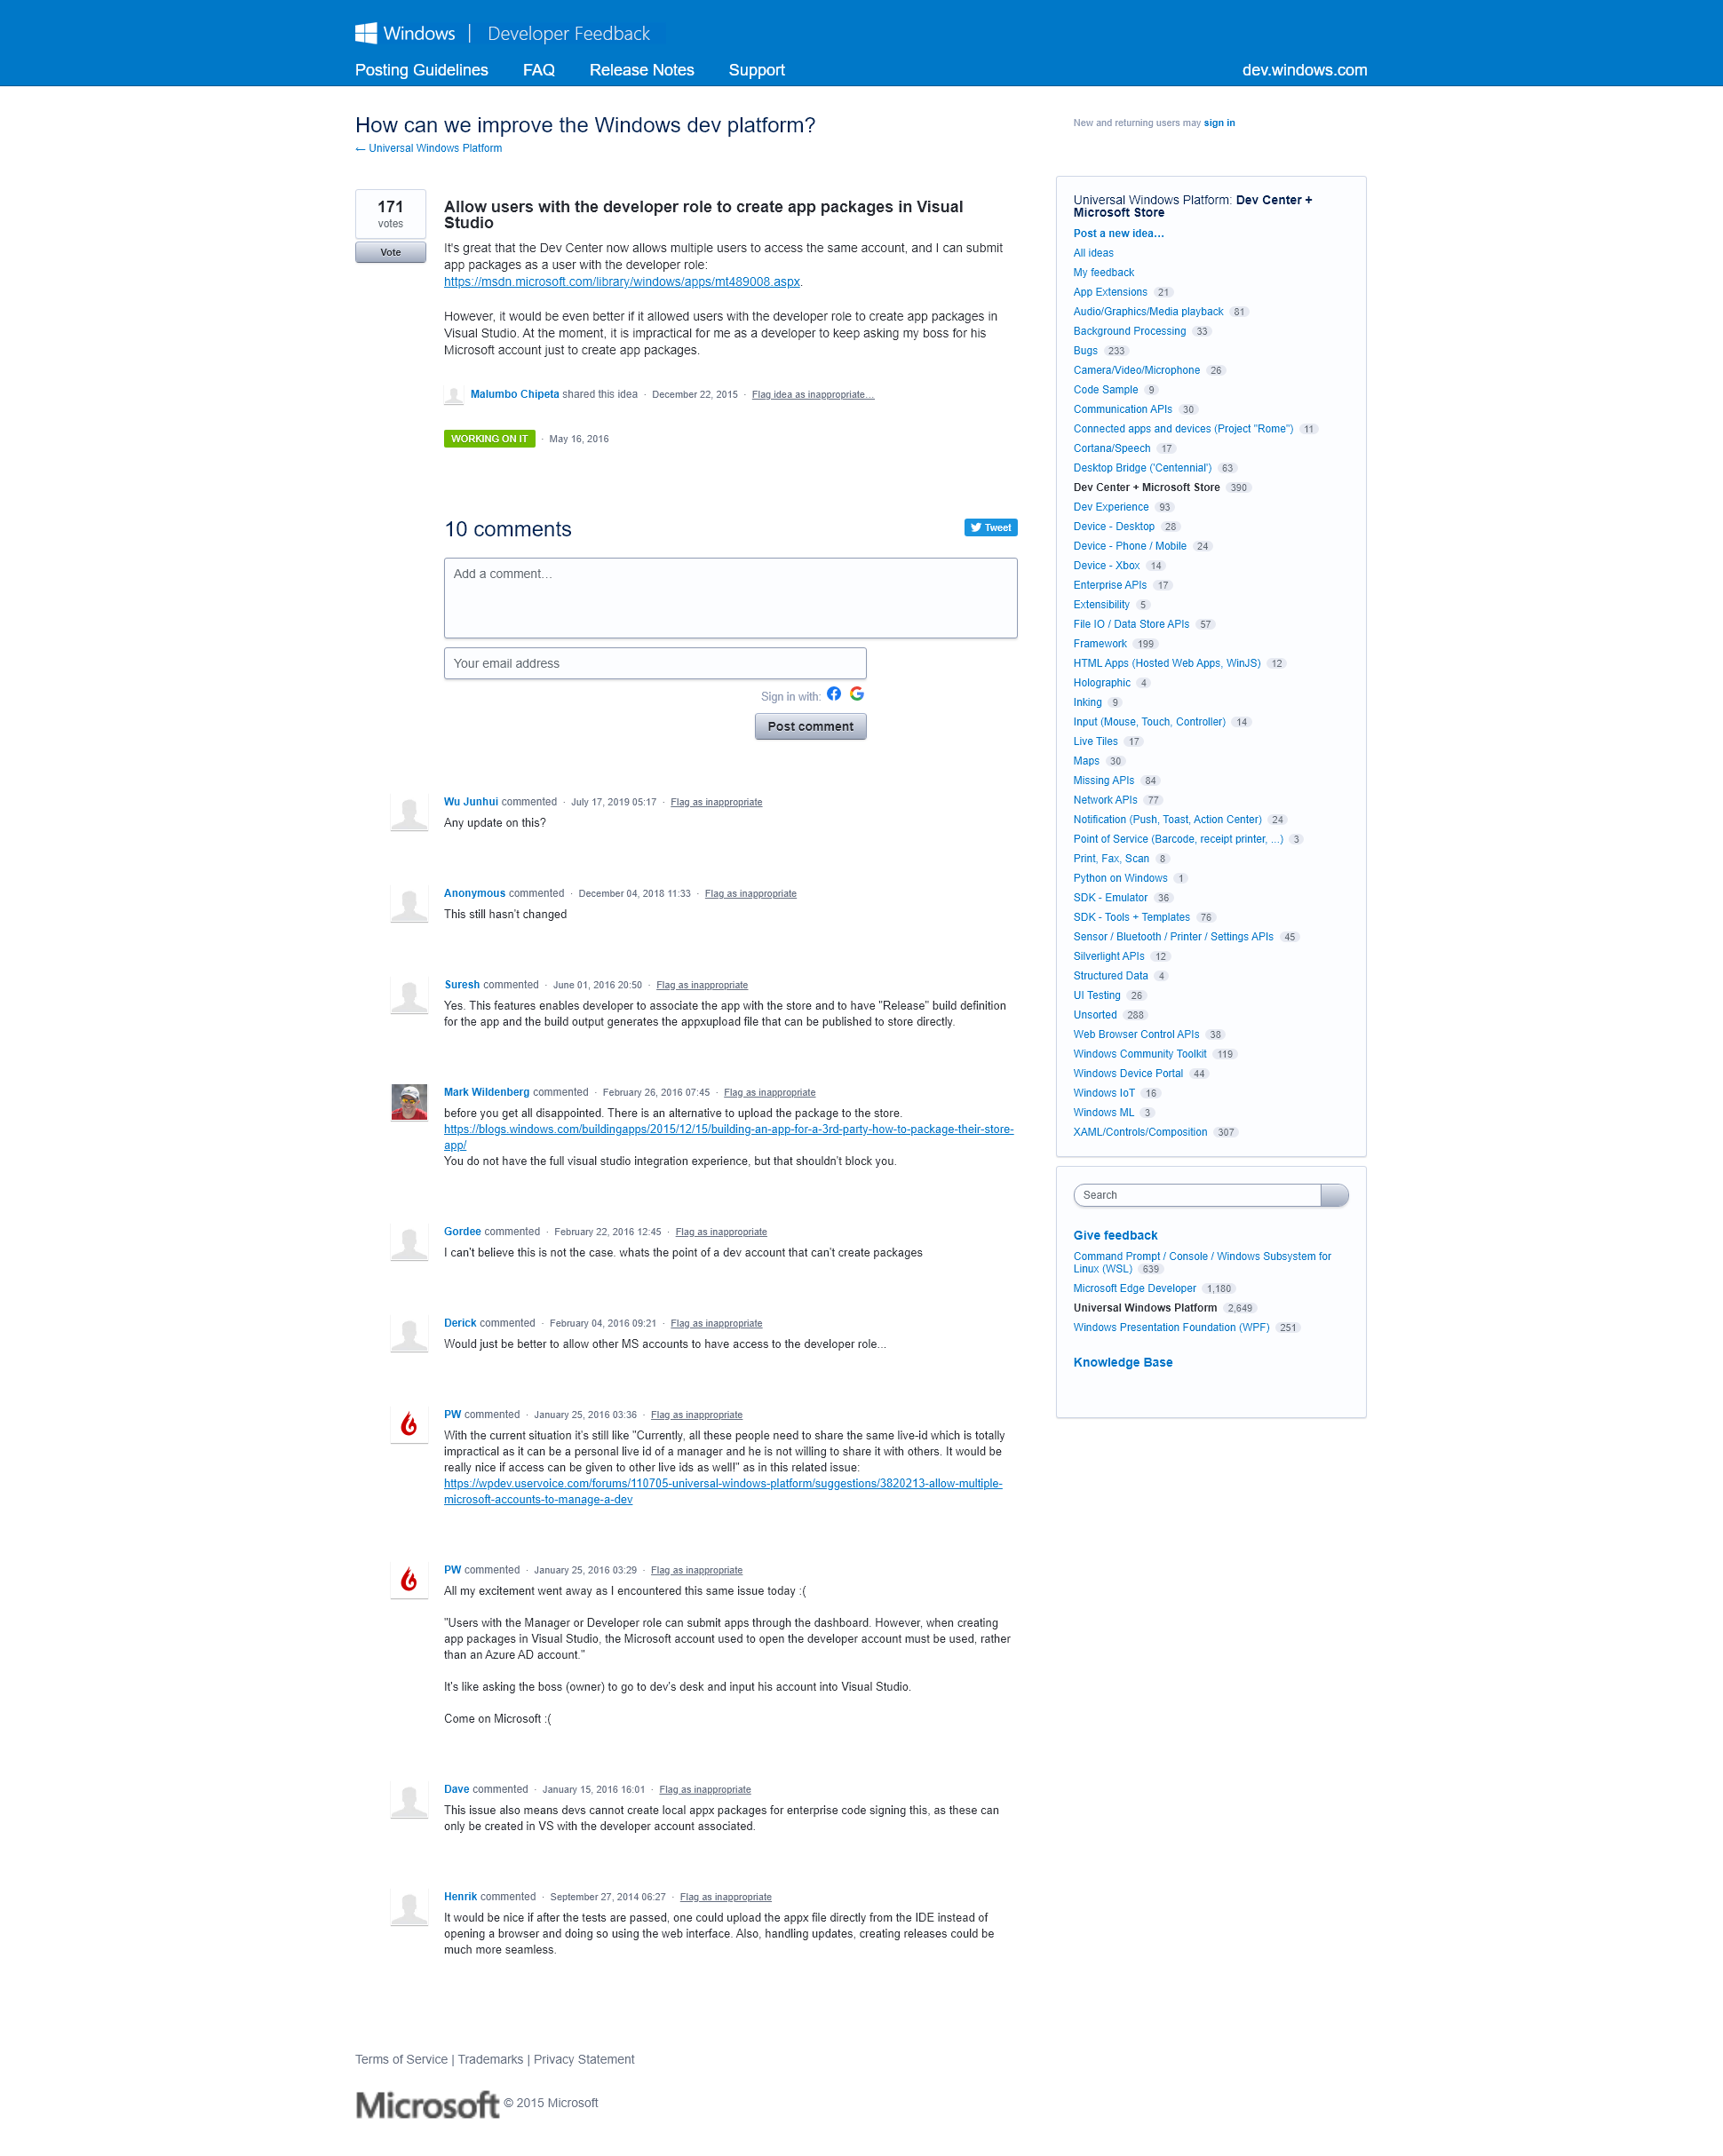 Windows | Developer Feedback
Posting Guidelines FAQ Release Notes Support dev.windows.com
How can we improve the Windows dev platform?
← Universal Windows Platform
New and returning users may sign in
171
votes
Vote
Allow users with the developer role to create app packages in Visual
Studio
It's great that the Dev Center now allows multiple users to access the same account, and I can submit
app packages as a user with the developer role:
https://msdn.microsoft.com/library/windows/apps/mt489008.aspx.
However, it would be even better if it allowed users with the developer role to create app packages in
Visual Studio. At the moment, it is impractical for me as a developer to keep asking my boss for his
Microsoft account just to create app packages.
Malumbo Chipeta shared this idea · December 22, 2015 · Flag idea as inappropriate…
WORKING ON IT · May 16, 2016
10 comments
Tweet
Add a comment…
Your email address
Sign in with:
Post comment
Wu Junhui commented · July 17, 2019 05:17 · Flag as inappropriate
Any update on this?
Anonymous commented · December 04, 2018 11:33 · Flag as inappropriate
This still hasn't changed
Suresh commented · June 01, 2016 20:50 · Flag as inappropriate
Yes. This features enables developer to associate the app with the store and to have "Release" build definition
for the app and the build output generates the appxupload file that can be published to store directly.
Mark Wildenberg commented · February 26, 2016 07:45 · Flag as inappropriate
before you get all disappointed. There is an alternative to upload the package to the store.
https://blogs.windows.com/buildingapps/2015/12/15/building-an-app-for-a-3rd-party-how-to-package-their-store-
app/
You do not have the full visual studio integration experience, but that shouldn't block you.
Gordee commented · February 22, 2016 12:45 · Flag as inappropriate
I can't believe this is not the case. whats the point of a dev account that can't create packages
Derick commented · February 04, 2016 09:21 · Flag as inappropriate
Would just be better to allow other MS accounts to have access to the developer role...
PW commented · January 25, 2016 03:36 · Flag as inappropriate
With the current situation it's still like "Currently, all these people need to share the same live-id which is totally
impractical as it can be a personal live id of a manager and he is not willing to share it with others. It would be
really nice if access can be given to other live ids as well!" as in this related issue:
https://wpdev.uservoice.com/forums/110705-universal-windows-platform/suggestions/3820213-allow-multiple-
microsoft-accounts-to-manage-a-dev
PW commented · January 25, 2016 03:29 · Flag as inappropriate
All my excitement went away as I encountered this same issue today :(
"Users with the Manager or Developer role can submit apps through the dashboard. However, when creating
app packages in Visual Studio, the Microsoft account used to open the developer account must be used, rather
than an Azure AD account."
It's like asking the boss (owner) to go to dev's desk and input his account into Visual Studio.
Come on Microsoft :(
Dave commented · January 15, 2016 16:01 · Flag as inappropriate
This issue also means devs cannot create local appx packages for enterprise code signing this, as these can
only be created in VS with the developer account associated.
Henrik commented · September 27, 2014 06:27 · Flag as inappropriate
It would be nice if after the tests are passed, one could upload the appx file directly from the IDE instead of
opening a browser and doing so using the web interface. Also, handling updates, creating releases could be
much more seamless.
Universal Windows Platform: Dev Center +
Microsoft Store
Post a new idea…
All ideas
My feedback
App Extensions 21
Audio/Graphics/Media playback 81
Background Processing 33
Bugs 233
Camera/Video/Microphone 26
Code Sample 9
Communication APIs 30
Connected apps and devices (Project "Rome") 11
Cortana/Speech 17
Desktop Bridge ('Centennial') 63
Dev Center + Microsoft Store 390
Dev Experience 93
Device - Desktop 28
Device - Phone / Mobile 24
Device - Xbox 14
Enterprise APIs 17
Extensibility 5
File IO / Data Store APIs 57
Framework 199
HTML Apps (Hosted Web Apps, WinJS) 12
Holographic 4
Inking 9
Input (Mouse, Touch, Controller) 14
Live Tiles 17
Maps 30
Missing APIs 84
Network APIs 77
Notification (Push, Toast, Action Center) 24
Point of Service (Barcode, receipt printer, ...) 3
Print, Fax, Scan 8
Python on Windows 1
SDK - Emulator 36
SDK - Tools + Templates 76
Sensor / Bluetooth / Printer / Settings APIs 45
Silverlight APIs 12
Structured Data 4
UI Testing 26
Unsorted 288
Web Browser Control APIs 38
Windows Community Toolkit 119
Windows Device Portal 44
Windows IoT 16
Windows ML 3
XAML/Controls/Composition 307
Search
Give feedback
Command Prompt / Console / Windows Subsystem for
Linux (WSL) 639
Microsoft Edge Developer 1,180
Universal Windows Platform 2,649
Windows Presentation Foundation (WPF) 251
Knowledge Base
Terms of Service | Trademarks | Privacy Statement
Microsoft © 2015 Microsoft